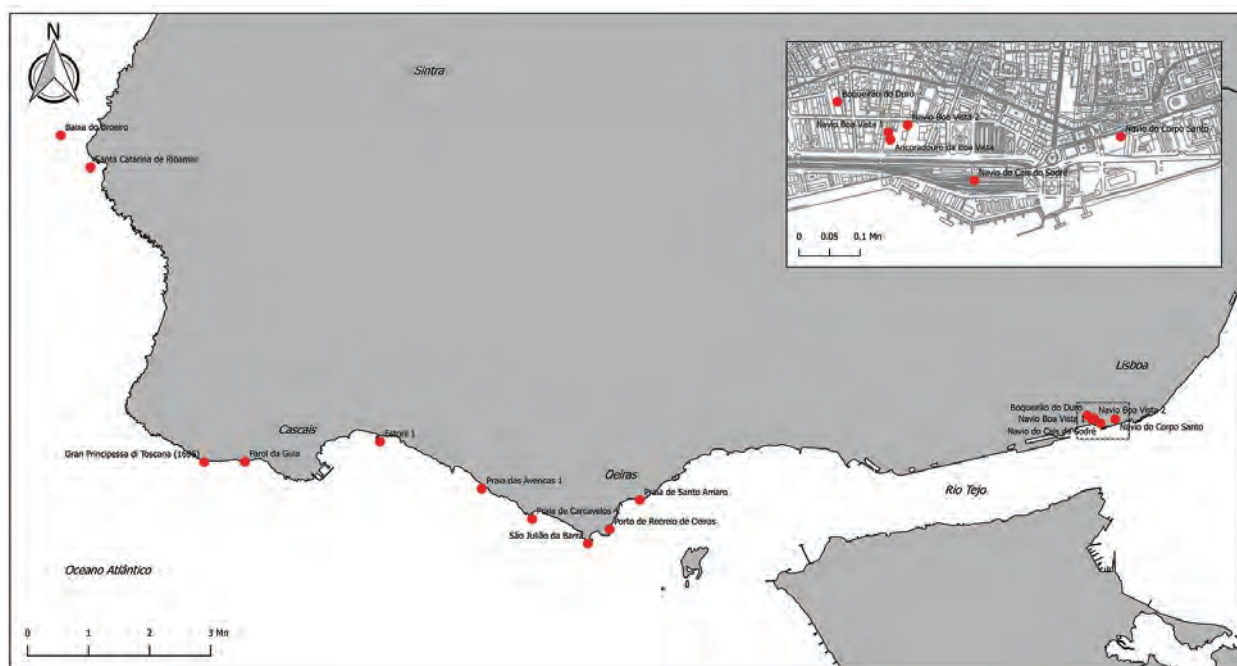 N
Sintra
Baixa do Broeiro
Santa Catarina de Ribamar
Boqueirão do Duro
Navio Boa Vista 2
Navio Boa Vista 1
Ancoradouro da Boa Vista
Navio do Corpo Santo
Navio do Cais do Sodré
0 0.05 0.1 Mn
Lisboa
Boqueirão do Duro
Navio Boa Vista 2
Navio Boa Vista 1
Navio do Corpo Santo
Navio do Cais do Sodré
Cascais
Estoril 1
Gran Principessa di Toscana (1696)
Farol da Guia
Oeiras
Praia das Avencas 1
Praia de Santo Amaro
Rio Tejo
Praia de Carcavelos
Porto de Recreio de Oeiras
São Julião da Barra
Oceano Atlântico
0 1 2 3 Mn